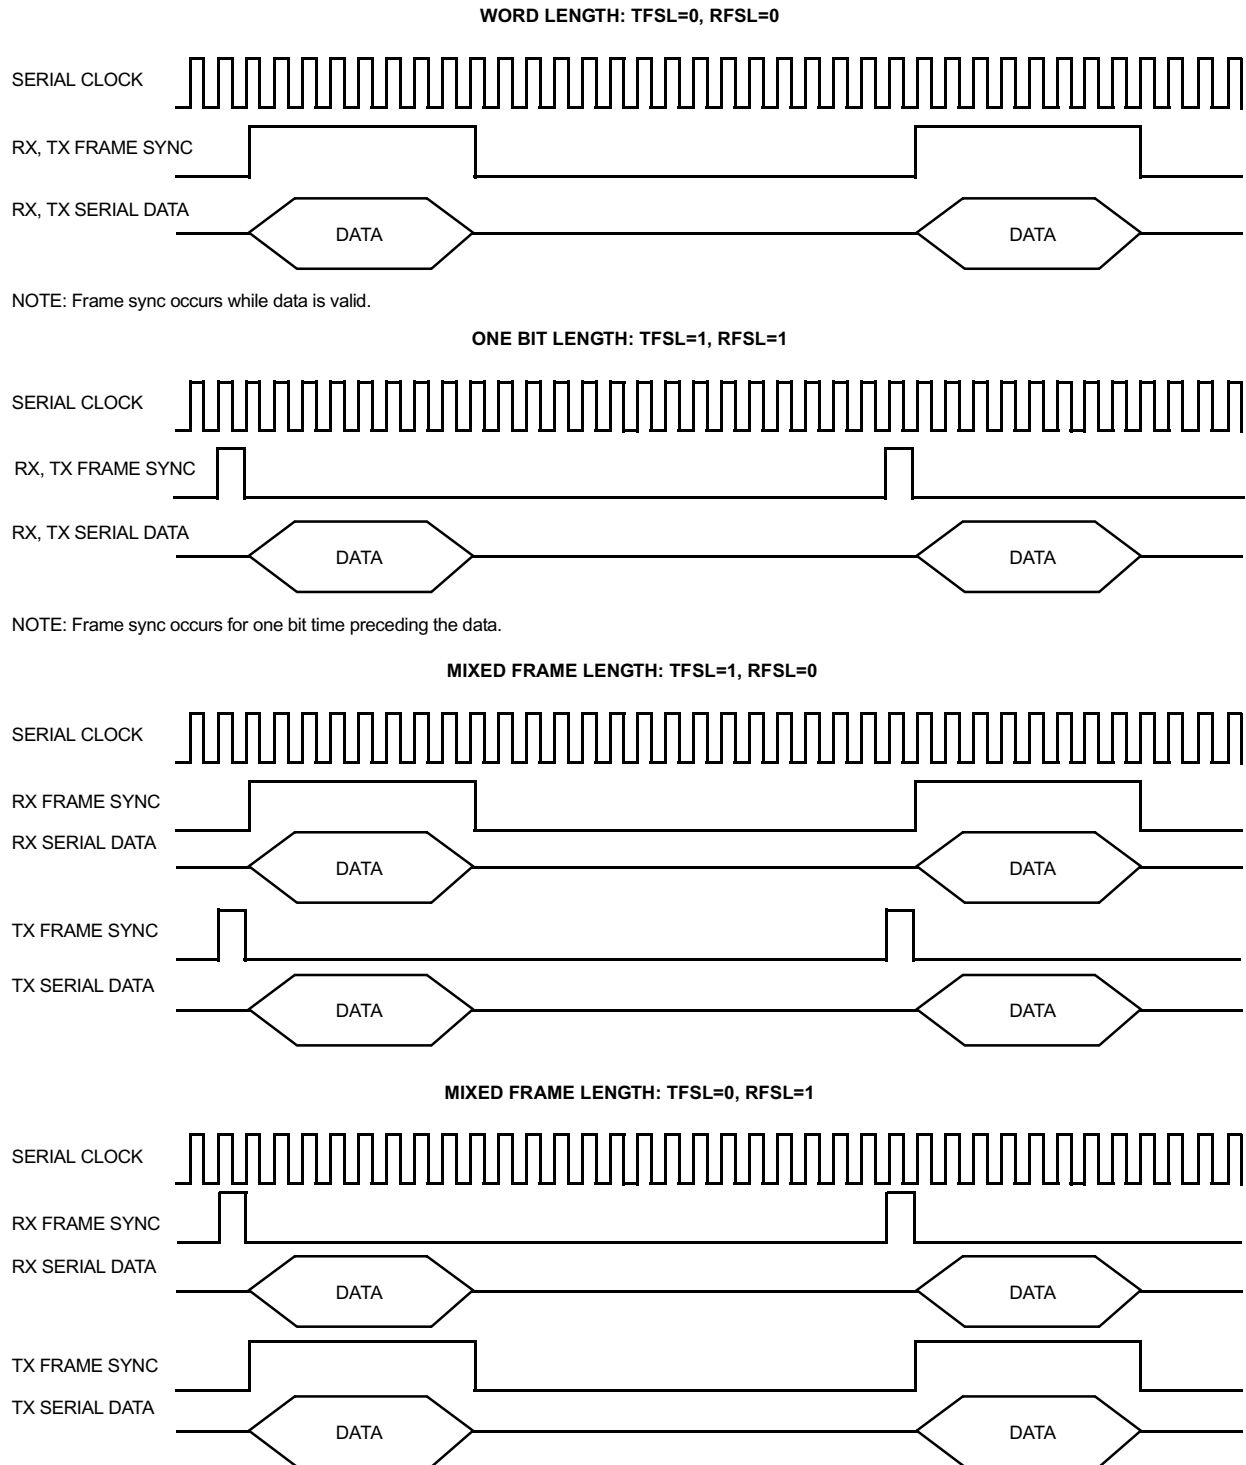 WORD LENGTH: TFSL=0, RFSL=0
SERIAL CLOCK
RX, TX FRAME SYNC
RX, TX SERIAL DATA
DATA DATA
NOTE: Frame sync occurs while data is valid.
ONE BIT LENGTH: TFSL=1, RFSL=1
SERIAL CLOCK
RX, TX FRAME SYNC
RX, TX SERIAL DATA
DATA DATA
NOTE: Frame sync occurs for one bit time preceding the data.
MIXED FRAME LENGTH: TFSL=1, RFSL=0
SERIAL CLOCK
RX FRAME SYNC
RX SERIAL DATA
DATA DATA
TX FRAME SYNC
TX SERIAL DATA
DATA DATA
MIXED FRAME LENGTH: TFSL=0, RFSL=1
SERIAL CLOCK
RX FRAME SYNC
RX SERIAL DATA
DATA DATA
TX FRAME SYNC
TX SERIAL DATA
DATA DATA